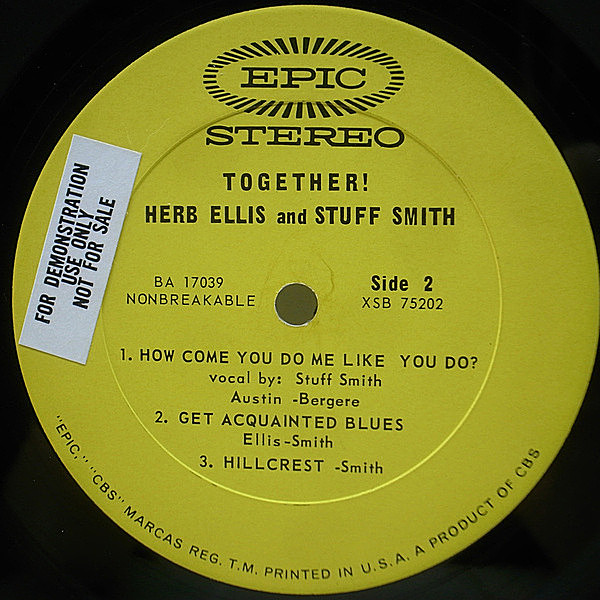 EPIC
STEREO
TOGETHER!
HERB ELLIS and STUFF SMITH
FOR DEMONSTRATION
USE ONLY
NOT FOR SALE
BA 17039
NONBREAKABLE
Side 2
XSB 75202
1. HOW COME YOU DO ME LIKE YOU DO?
vocal by: Stuff Smith
Austin -Bergere
2. GET ACQUAINTED BLUES
Ellis-Smith
3. HILLCREST -Smith
"EPIC," "CBS" MARCAS REG. T.M. PRINTED IN U.S.A. A PRODUCT OF CBS